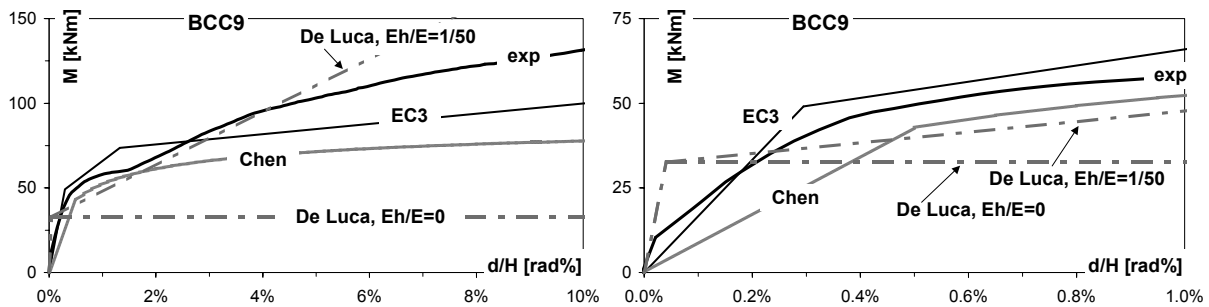 150
100
50
0
M [kNm]
BCC9
De Luca, Eh/E=1/50
exp
EC3
Chen
De Luca, Eh/E=0
d/H [rad%]
0%
2%
4%
6%
8%
10%
75
50
25
0
M [kNm]
BCC9
EC3
exp
Chen
De Luca, Eh/E=1/50
De Luca, Eh/E=0
d/H [rad%]
0.0%
0.2%
0.4%
0.6%
0.8%
1.0%